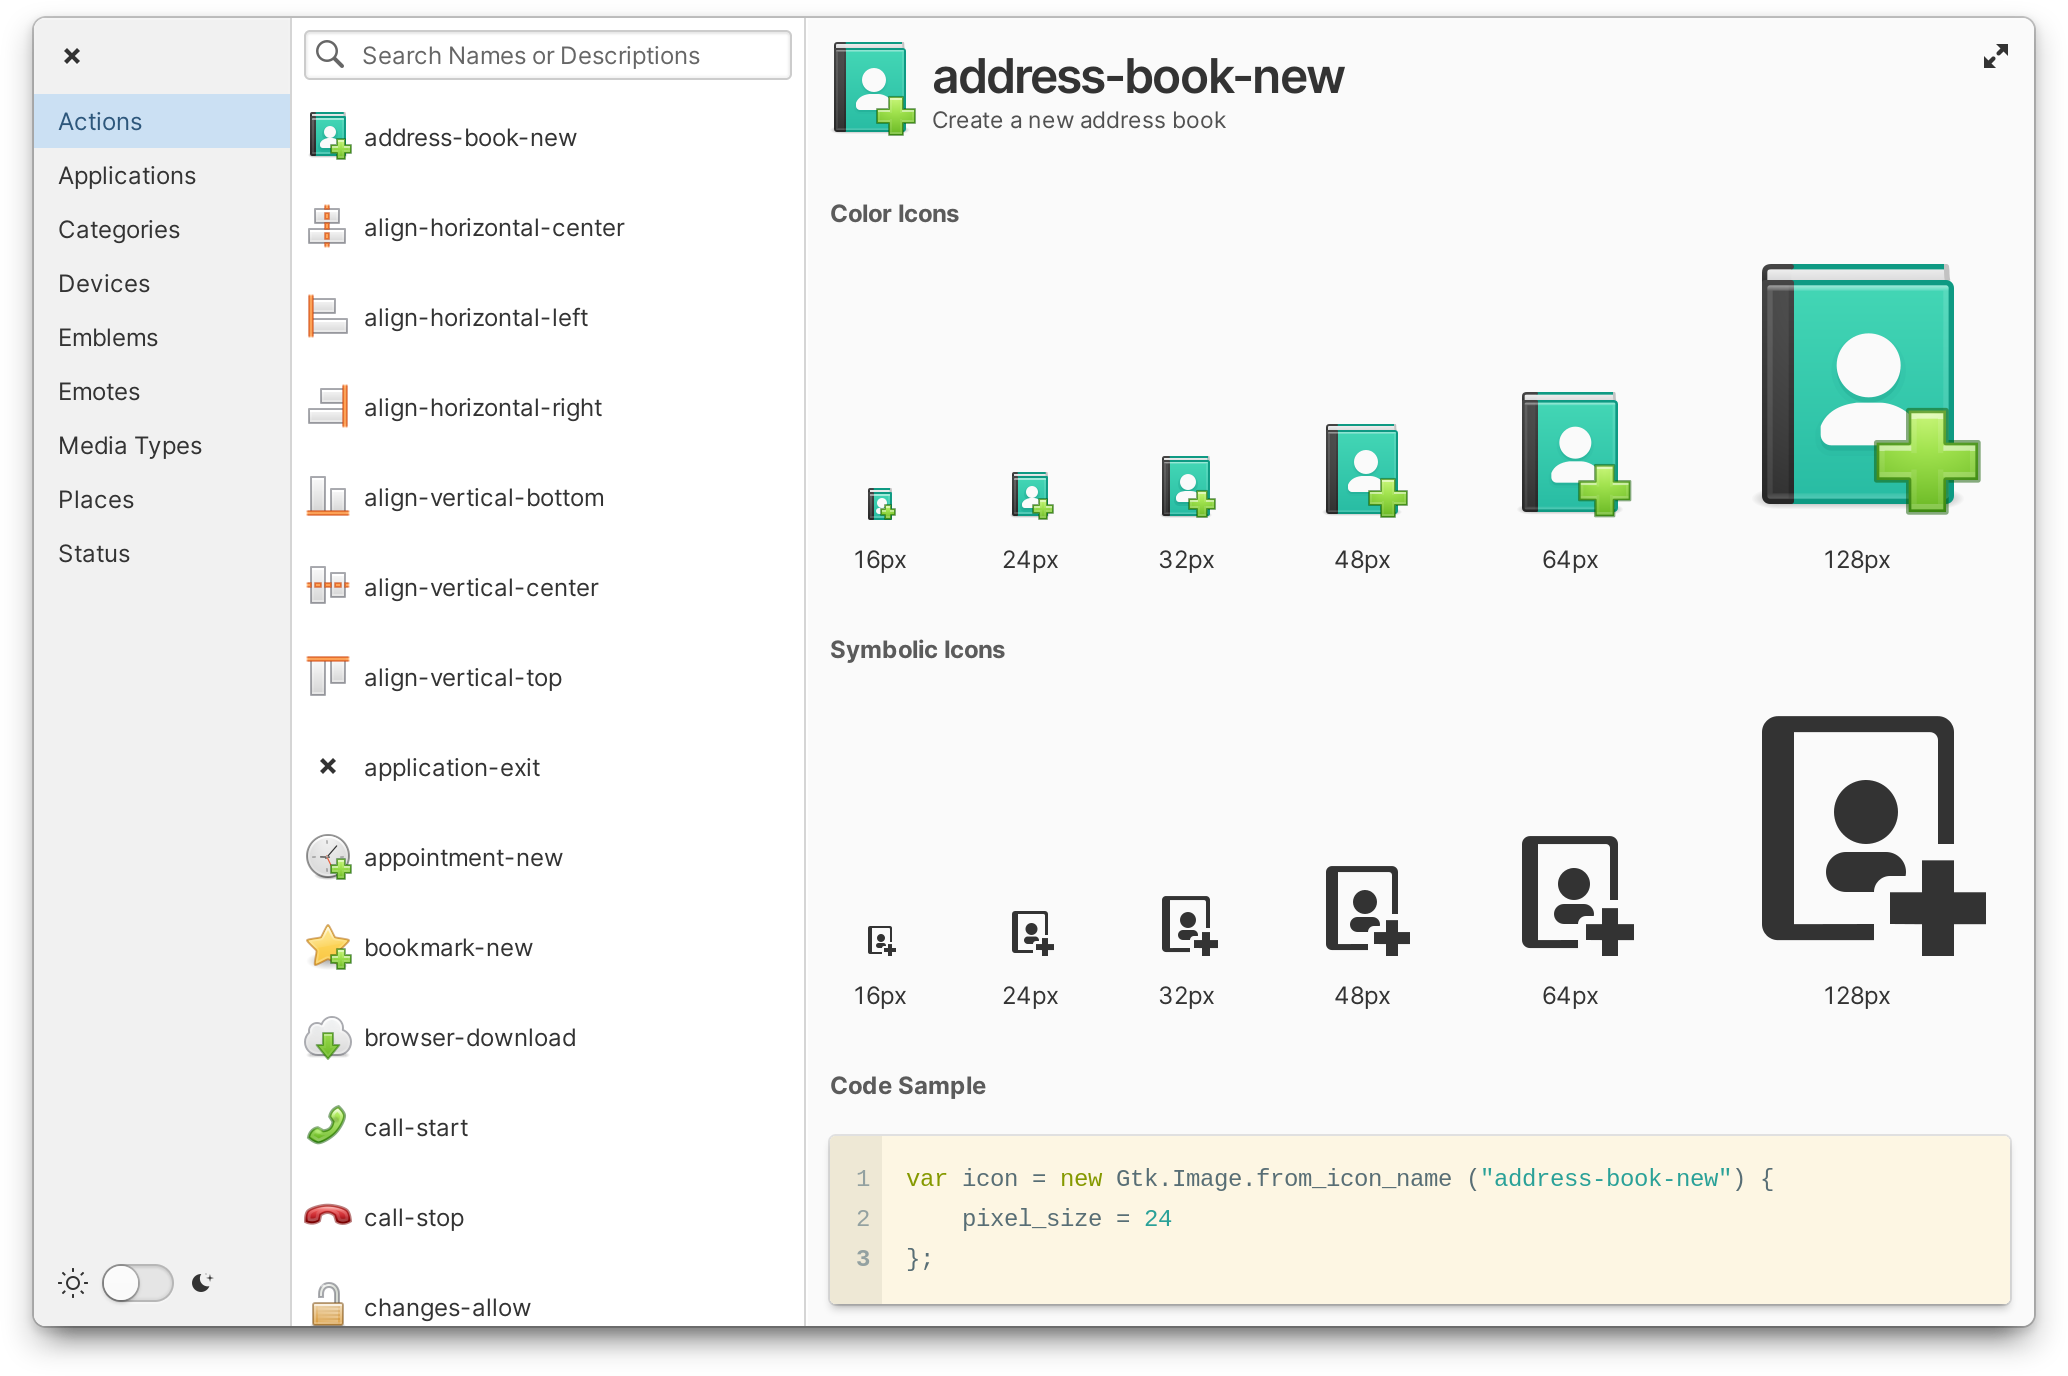 Actions
Applications
Categories
Devices
Emblems
Emotes
Media Types
Places
Status
Search Names or Descriptions
address-book-new
align-horizontal-center
align-horizontal-left
align-horizontal-right
align-vertical-bottom
align-vertical-center
align-vertical-top
application-exit
appointment-new
bookmark-new
browser-download
call-start
call-stop
changes-allow
address-book-new
Create a new address book
Color Icons
16px 24px 32px 48px 64px 128px
Symbolic Icons
16px 24px 32px 48px 64px 128px
Code Sample
1 var icon = new Gtk.Image.from_icon_name ("address-book-new") {
2     pixel_size = 24
3 };